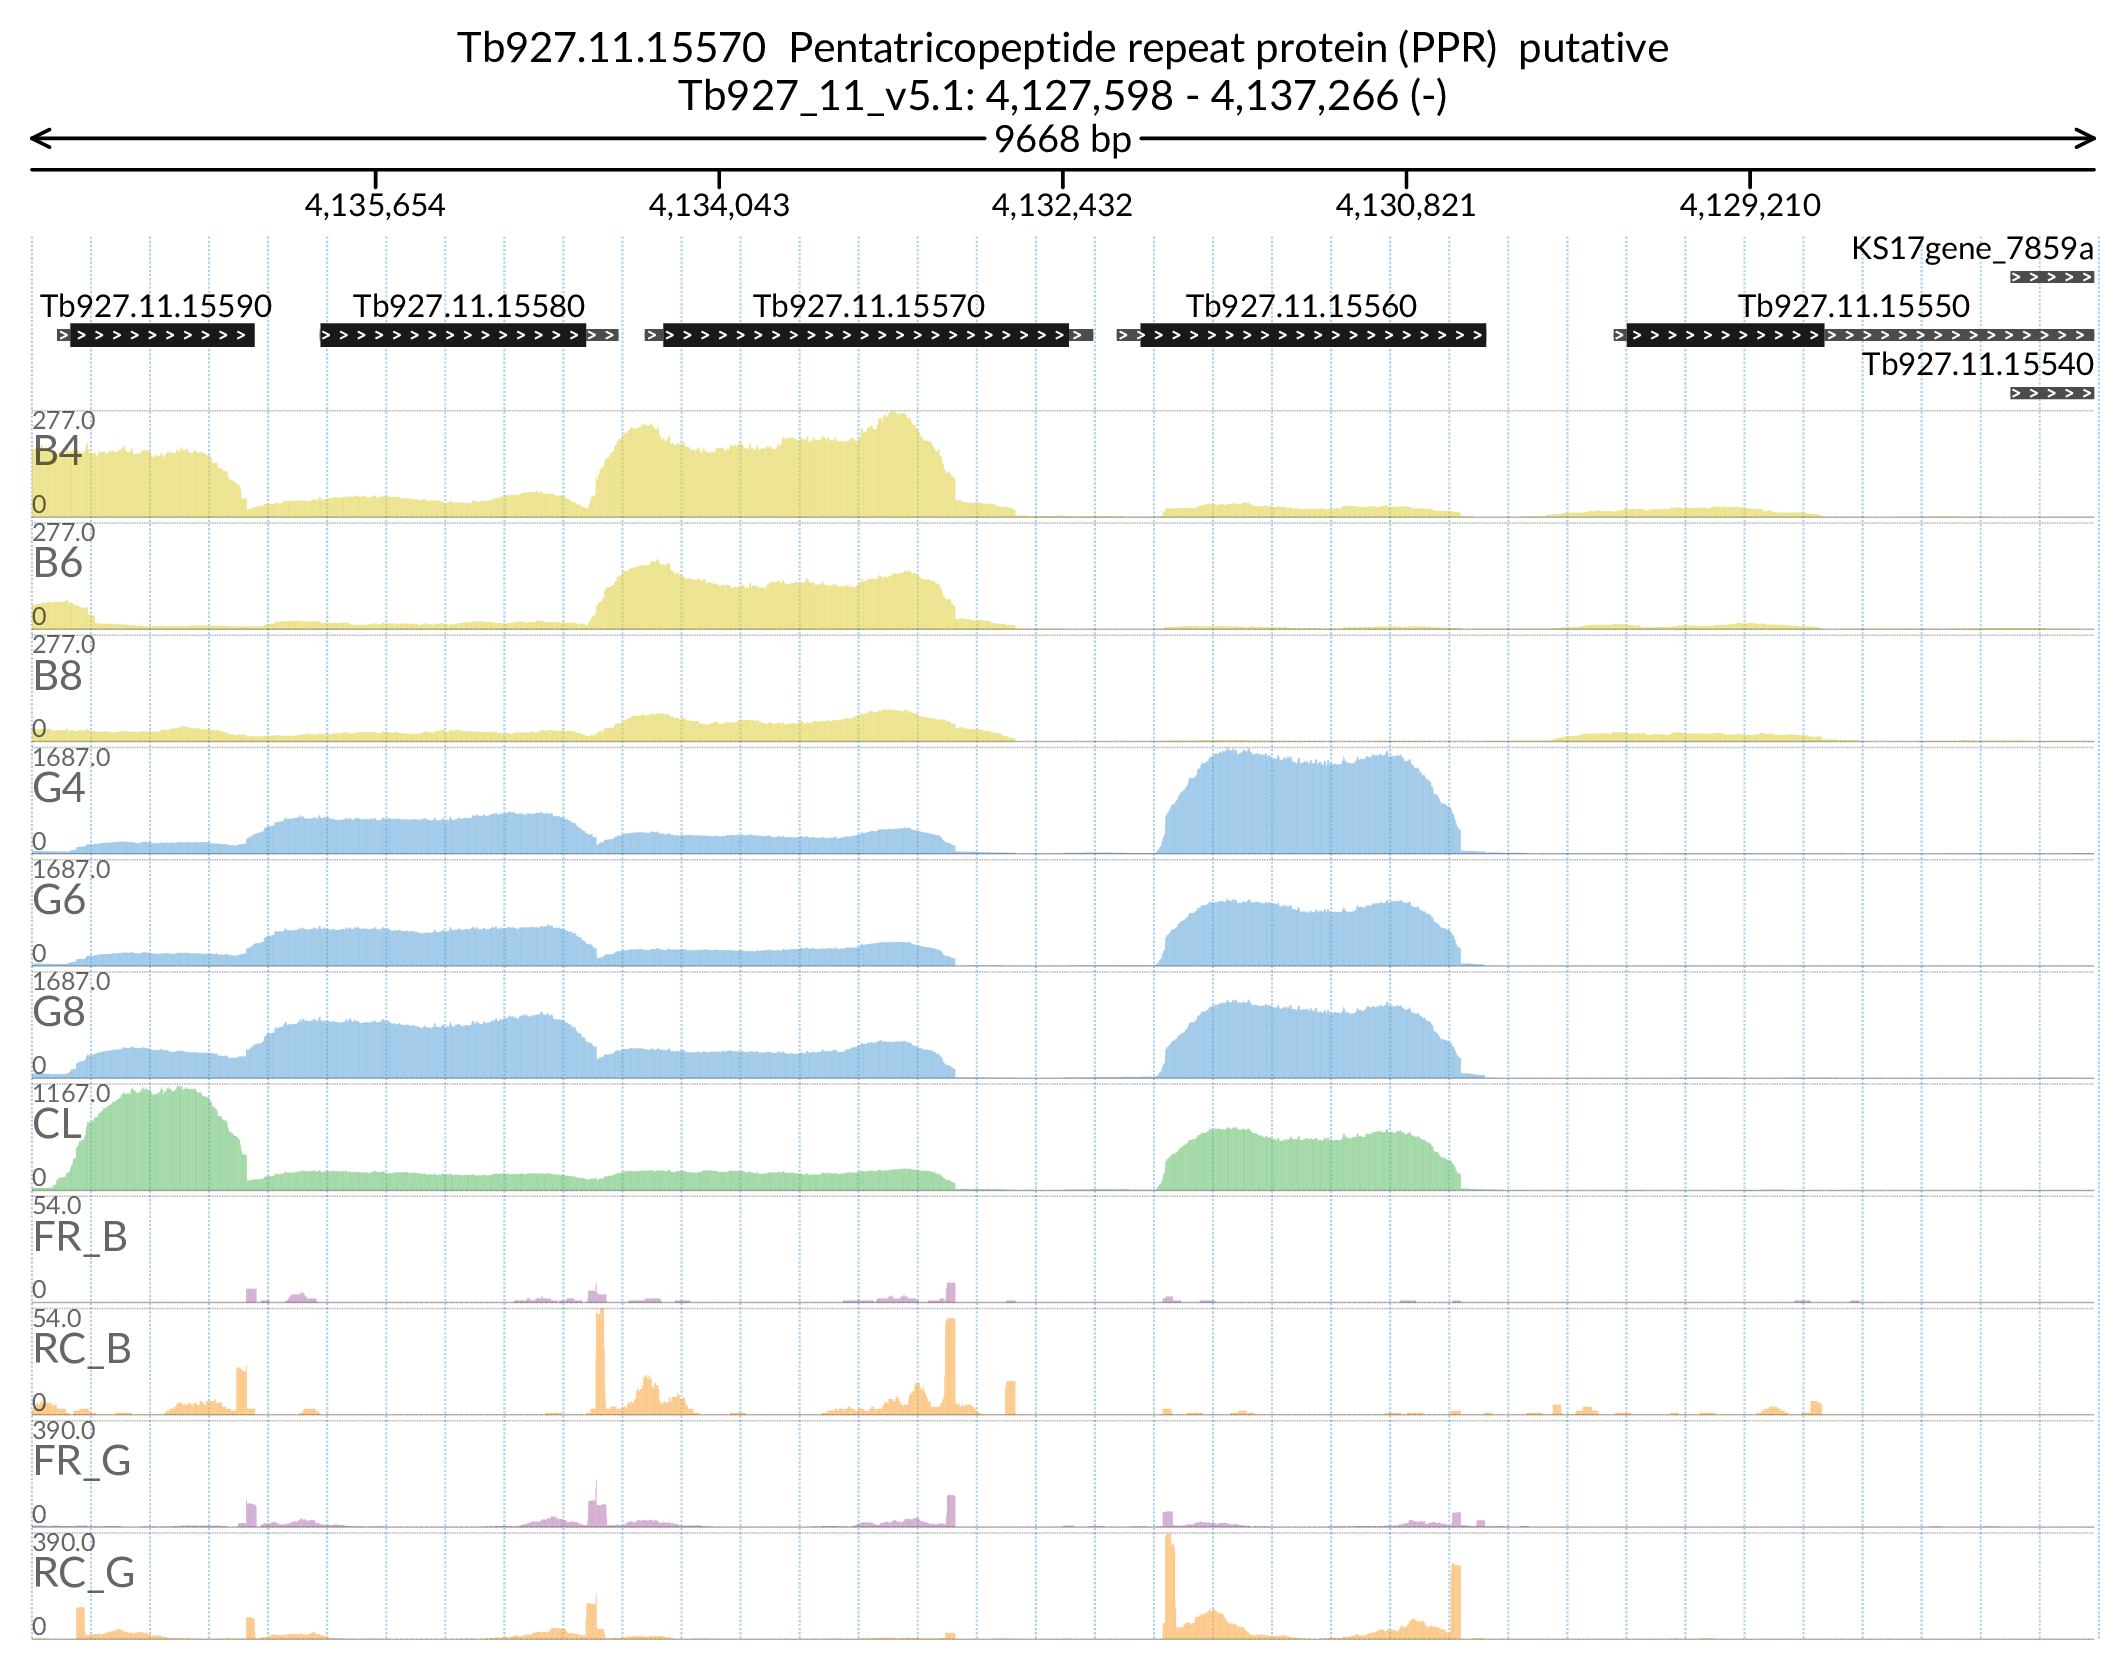 Tb927.11.15570  Pentatricopeptide repeat protein (PPR)  putative
Tb927_11_v5.1: 4,127,598 - 4,137,266 (-)
9668 bp
4,135,654 4,134,043 4,132,432 4,130,821 4,129,210
KS17gene_7859a
Tb927.11.15590 Tb927.11.15580 Tb927.11.15570 Tb927.11.15560 Tb927.11.15550
Tb927.11.15540
277.0
B4
0
277.0
B6
0
277.0
B8
0
1687.0
G4
0
1687.0
G6
0
1687.0
G8
0
1167.0
CL
0
54.0
FR_B
0
54.0
RC_B
0
390.0
FR_G
0
390.0
RC_G
0